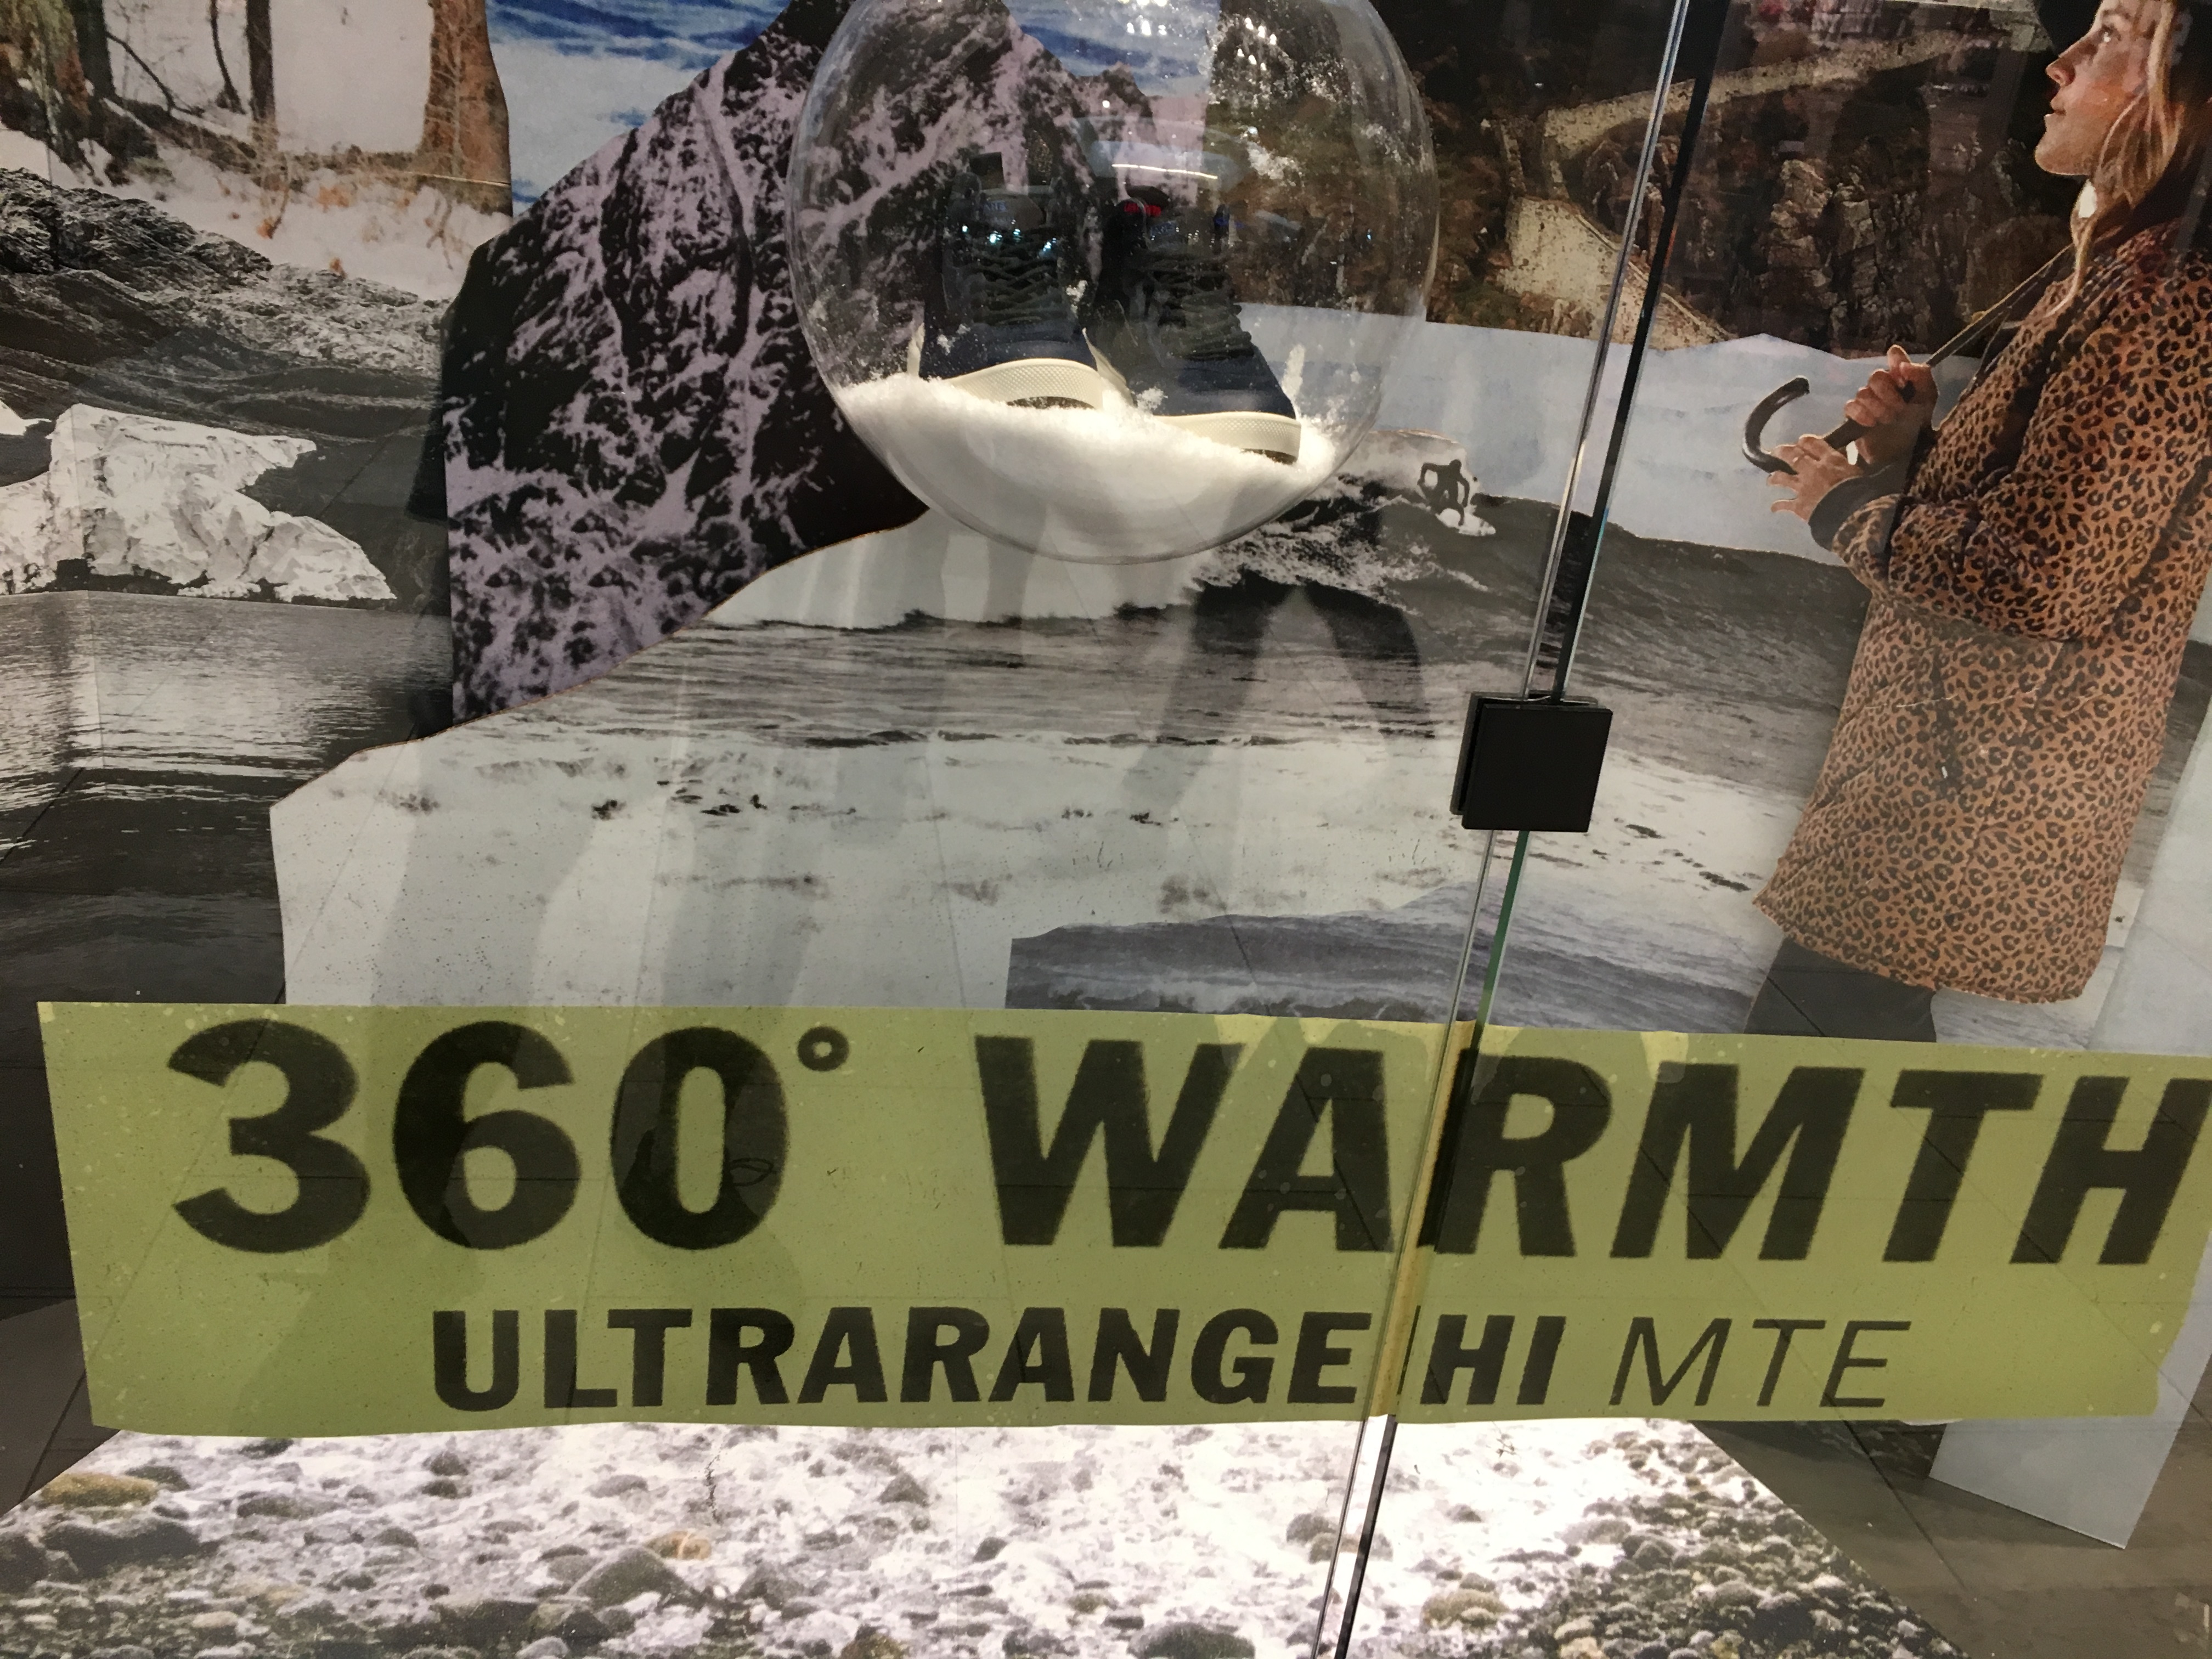 360° WARMTH
ULTRARANGE HI MTE